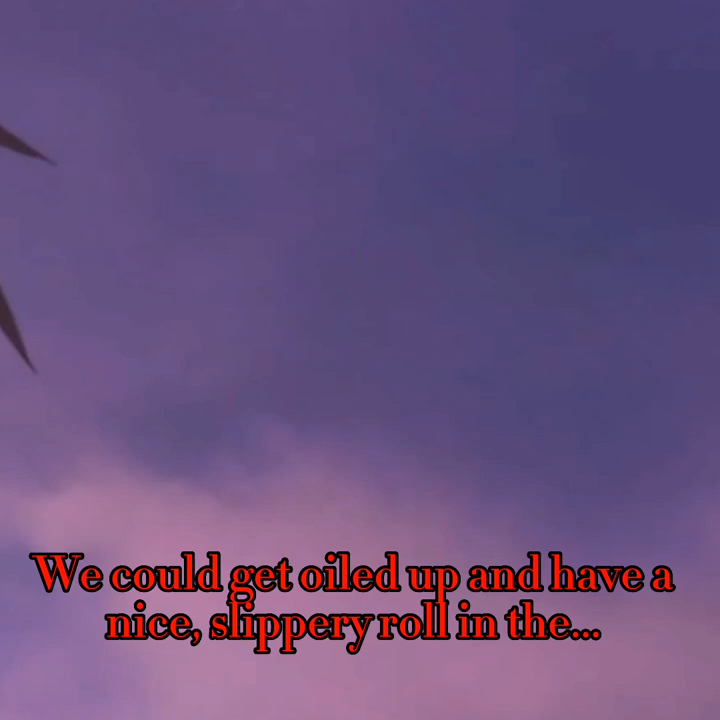 We could get oiled up and have a
nice, slippery roll in the...